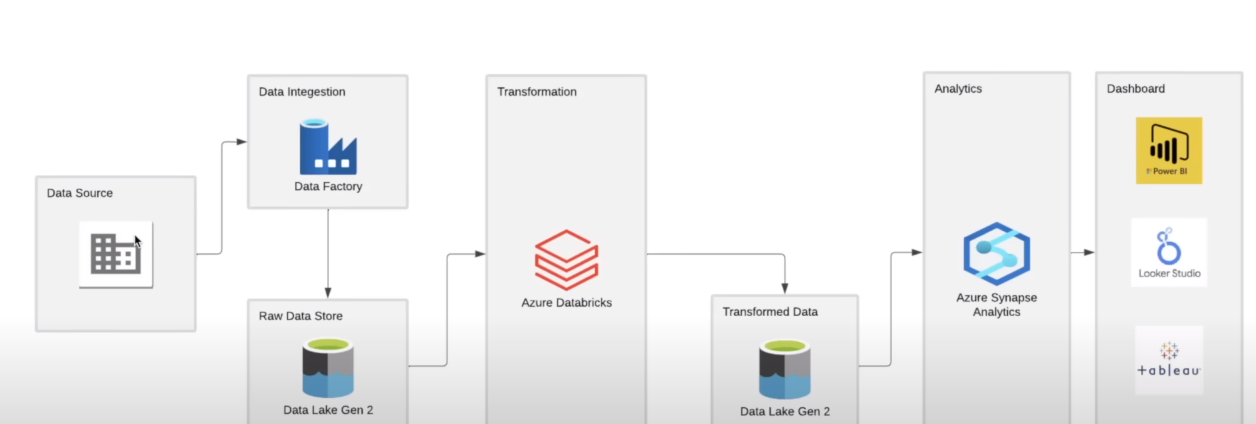 Data Source
Data Integestion
Data Factory
Raw Data Store
Data Lake Gen 2
Transformation
Azure Databricks
Transformed Data
Data Lake Gen 2
Analytics
Azure Synapse
Analytics
Dashboard
Power BI
Looker Studio
+ableau